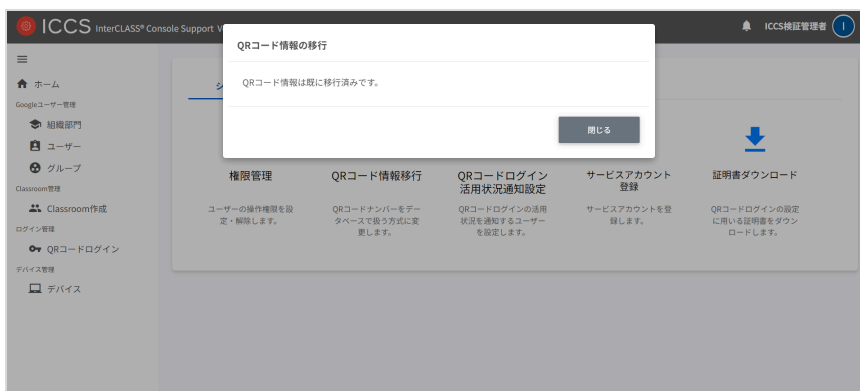 ICCS InterCLASS® Console Support V
ICCS検証管理者
I
QRコード情報の移行
QRコード情報は既に移行済みです。
閉じる
ホーム
Googleユーザー管理
組織部門
ユーザー
グループ
Classroom管理
Classroom作成
ログイン管理
QRコードログイン
デバイス管理
デバイス
シ
権限管理
ユーザーの操作権限を設
定・解除します。
QRコード情報移行
QRコードナンバーをデー
タベースで扱う方式に変
更します。
QRコードログイン
活用状況通知設定
QRコードログインの活用
状況を通知するユーザー
を設定します。
サービスアカウント
登録
サービスアカウントを登
録します。
証明書ダウンロード
QRコードログインの設定
に用いる証明書をダウン
ロードします。